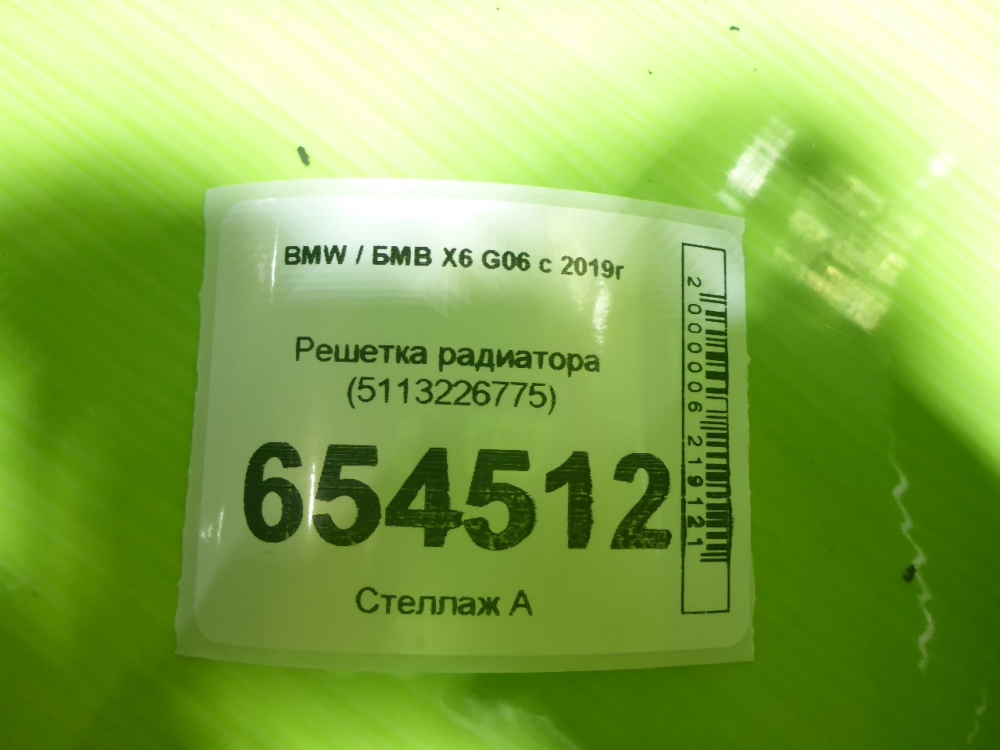 BMW / БМВ X6 G06 с 2019г
Решетка радиатора
(5113226775)
654512
Стеллаж А
2000006219121